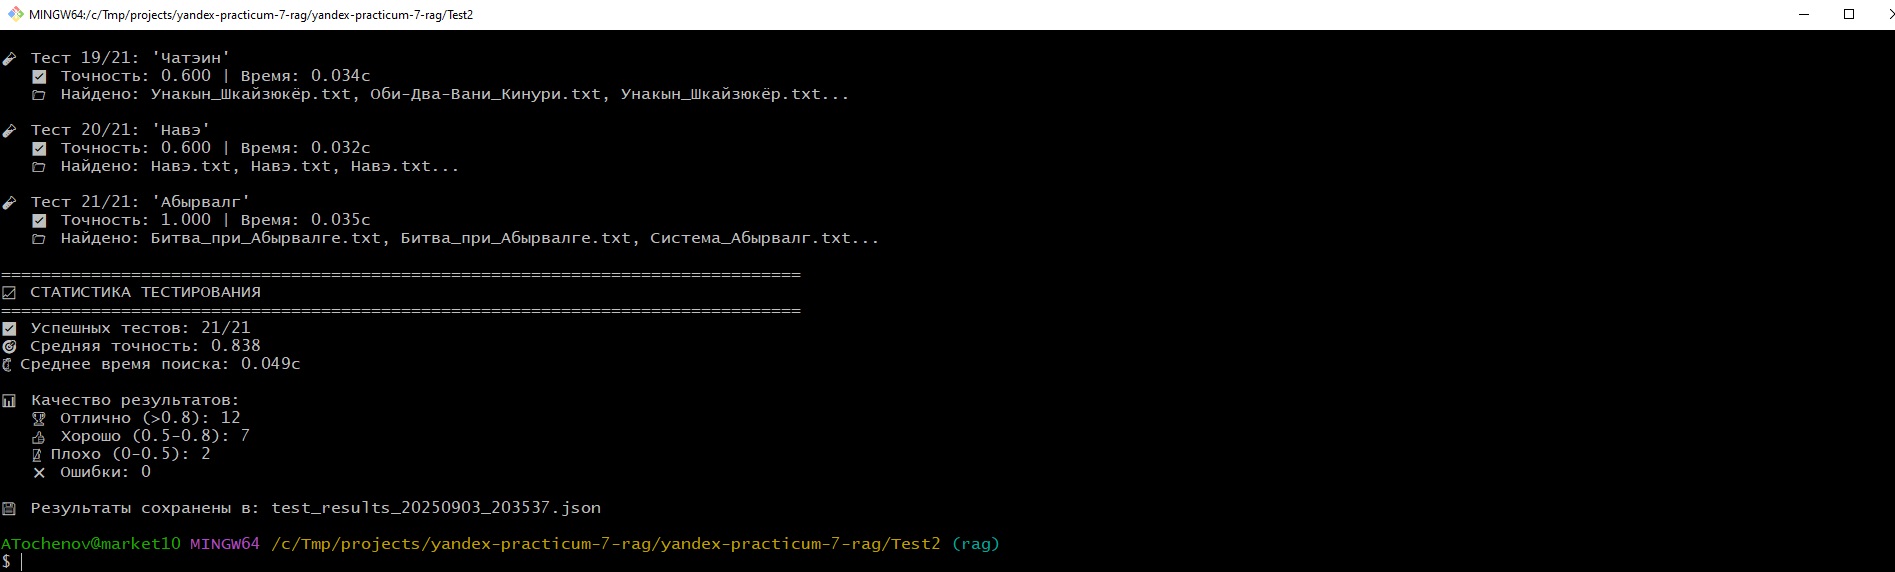 MINGW64:/c/Tmp/projects/yandex-practicum-7-rag/yandex-practicum-7-rag/Test2
Тест 19/21: 'Чатэин'
Точность: 0.600 | Время: 0.034с
Найдено: Унакын_Шкайзюкёр.txt, Оби-Два-Вани_Кинури.txt, Унакын_Шкайзюкёр.txt...
Тест 20/21: 'Навэ'
Точность: 0.600 | Время: 0.032с
Найдено: Навэ.txt, Навэ.txt, Навэ.txt...
Тест 21/21: 'Абырвалг'
Точность: 1.000 | Время: 0.035с
Найдено: Битва_при_Абырвалге.txt, Битва_при_Абырвалге.txt, Система_Абырвалг.txt...
================================================================================
СТАТИСТИКА ТЕСТИРОВАНИЯ
================================================================================
Успешных тестов: 21/21
Средняя точность: 0.838
Среднее время поиска: 0.049с
Качество результатов:
Отлично (>0.8): 12
Хорошо (0.5-0.8): 7
Плохо (0-0.5): 2
Ошибки: 0
Результаты сохранены в: test_results_20250903_203537.json
ATochenov@market10 MINGW64 /c/Tmp/projects/yandex-practicum-7-rag/yandex-practicum-7-rag/Test2 (rag)
$